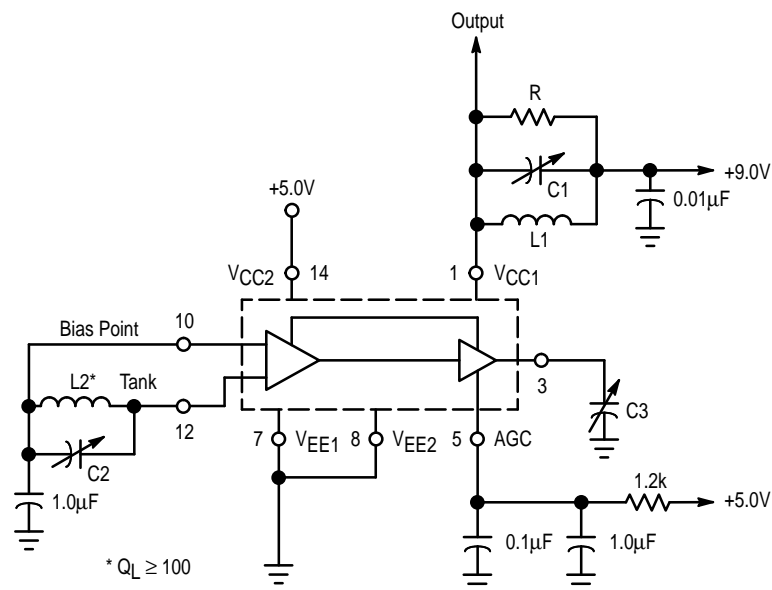 Output
R
+9.0V
C1
0.01µF
L1
+5.0V
VCC2 14
1 VCC1
Bias Point
10
L2* Tank
12
3
C3
C2
7 VEE1 8 VEE2 5 AGC
1.0µF
1.2k
+5.0V
0.1µF
1.0µF
* QL ≥ 100